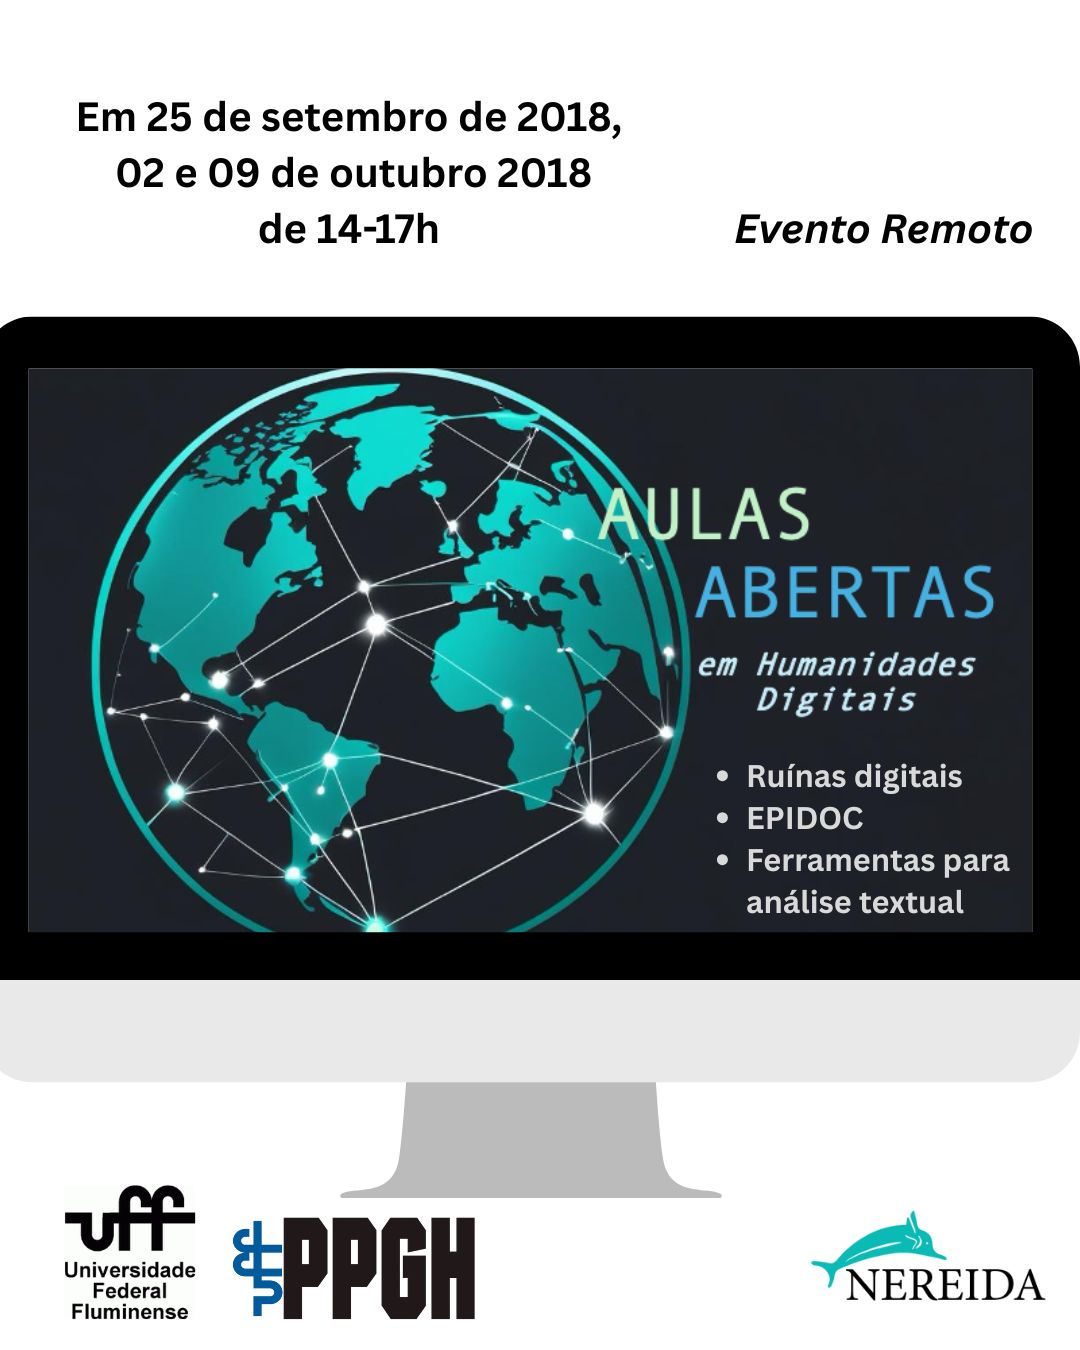 Em 25 de setembro de 2018,
02 e 09 de outubro 2018
de 14-17h
Evento Remoto
AULAS
ABERTAS
em Humanidades
Digitais
• Ruínas digitais
• EPIDOC
• Ferramentas para
análise textual
uff
Universidade
Federal
Fluminense
PPGH
NEREIDA